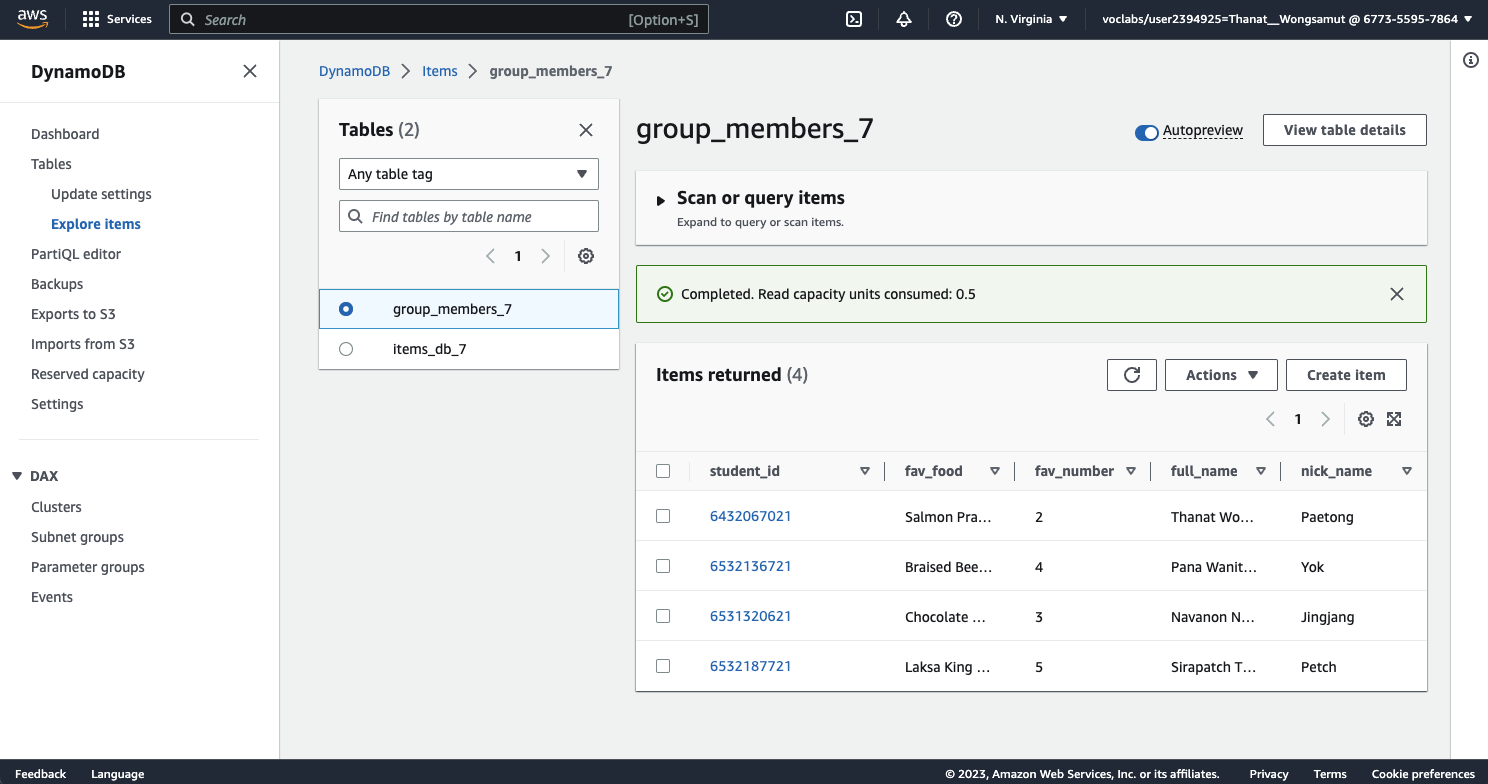 aws
Services
Search
[Option+S]
N. Virginia
voclabs/user2394925=Thanat__Wongsamut @ 6773-5595-7864
DynamoDB
Dashboard
Tables
Update settings
Explore items
PartiQL editor
Backups
Exports to S3
Imports from S3
Reserved capacity
Settings
DAX
Clusters
Subnet groups
Parameter groups
Events
DynamoDB
Items
group_members_7
Tables (2)
Any table tag
Find tables by table name
1
group_members_7
items_db_7
group_members_7
Autopreview
View table details
Scan or query items
Expand to query or scan items.
Completed. Read capacity units consumed: 0.5
Items returned (4)
Actions
Create item
1
student_id fav_food fav_number full_name nick_name
6432067021 Salmon Pra... 2 Thanat Wo... Paetong
6532136721 Braised Bee... 4 Pana Wanit... Yok
6531320621 Chocolate ... 3 Navanon N... Jingjang
6532187721 Laksa King ... 5 Sirapatch T... Petch
Feedback Language © 2023, Amazon Web Services, Inc. or its affiliates. Privacy Terms Cookie preferences